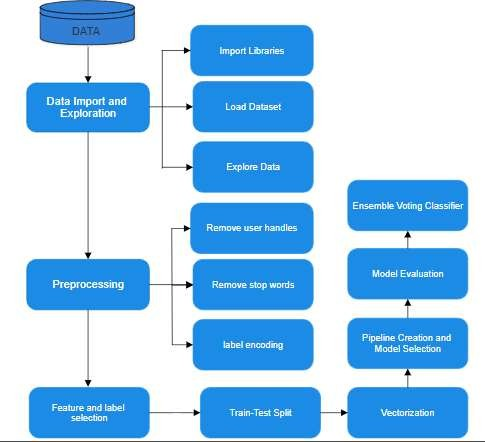 DATA
Import Libraries
Data Import and
Exploration
Load Dataset
Explore Data
Ensemble Voting Classifier
Remove user handles
Model Evaluation
Preprocessing
Remove stop words
label encoding
Pipeline Creation and
Model Selection
Feature and label
selection
Train-Test Split
Vectorization